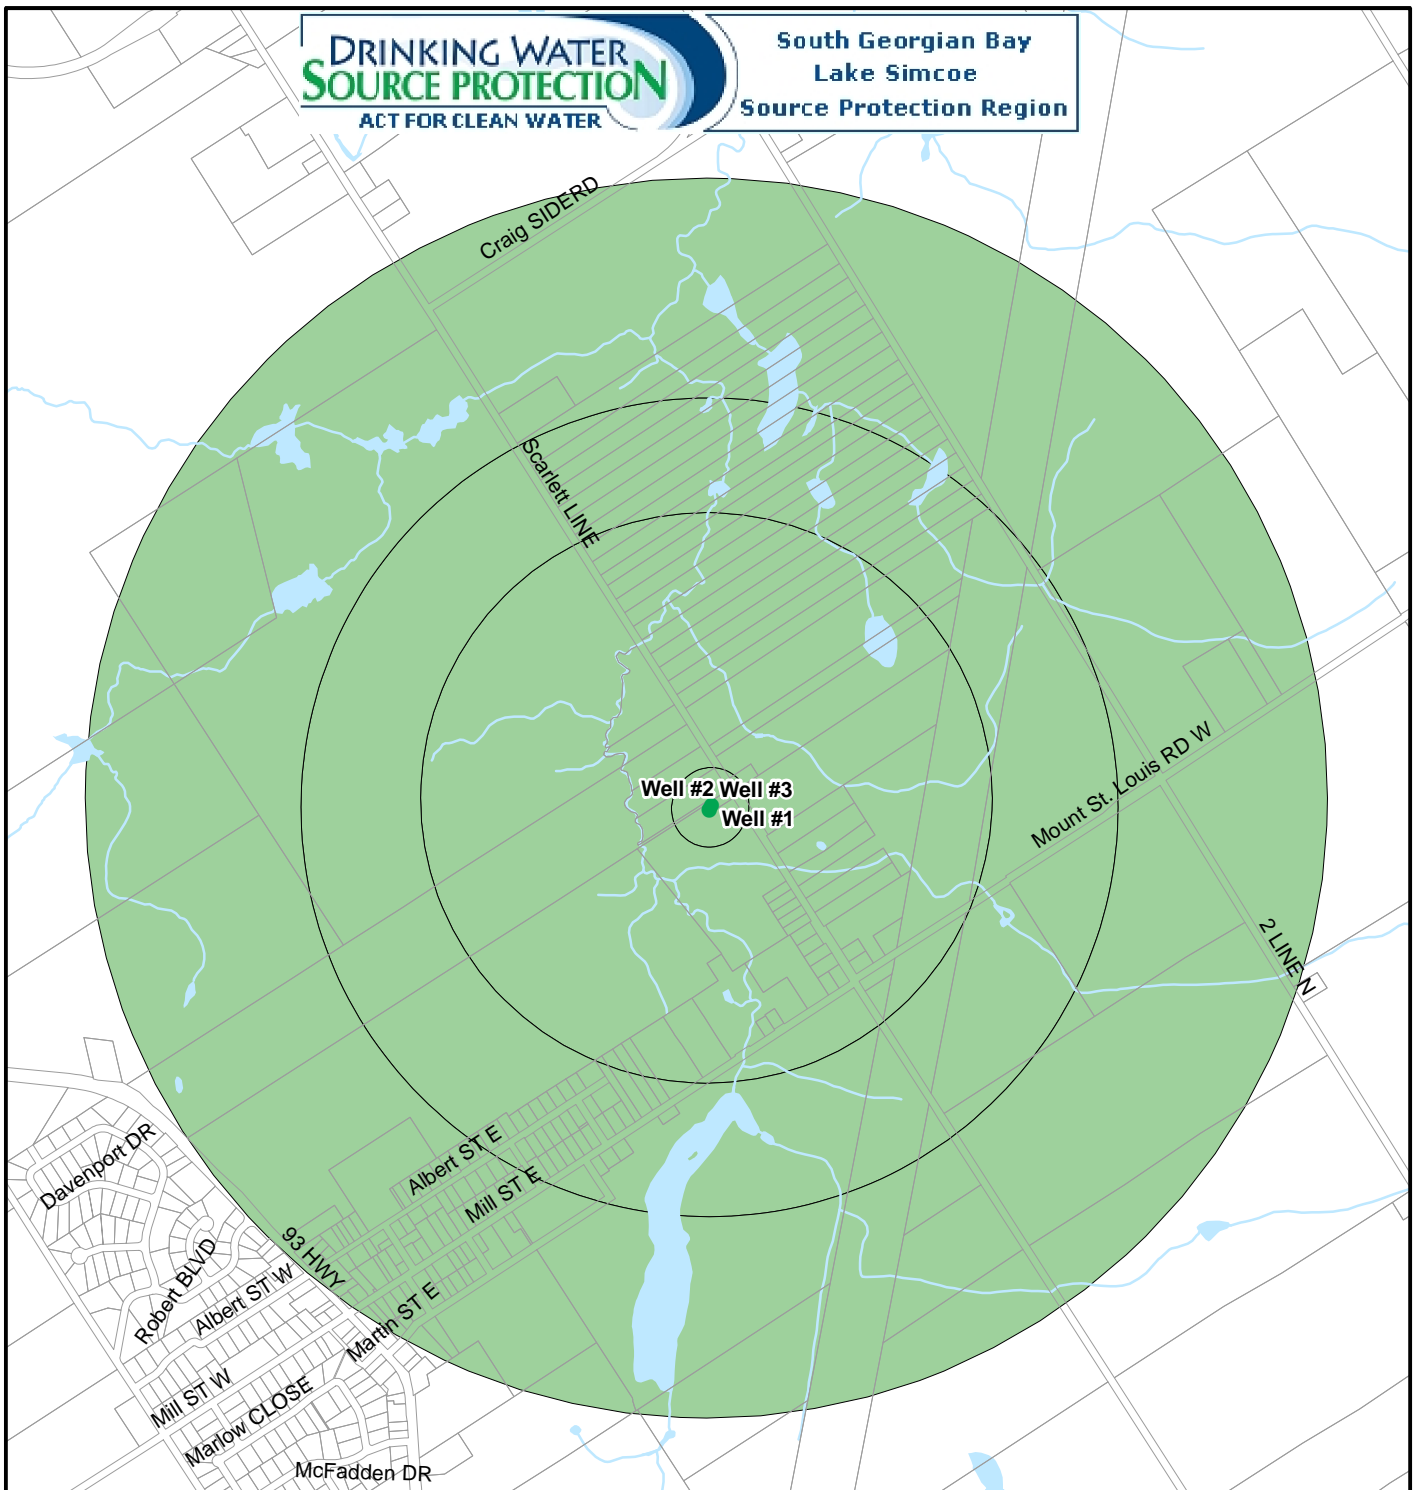 DRINKING WATER
SOURCE PROTECTION
ACT FOR CLEAN WATER
South Georgian Bay
Lake Simcoe
Source Protection Region
Craig SIDERD
Scarlett LINE
Well #2
Well #3
Well #1
Mount St. Louis RD W
2 LINE N
Davenport DR
Albert ST E
Mill ST E
93 HWY
Robert BLVD
Albert ST W
Martin ST E
Mill ST W
Marlow CLOSE
McFadden DR